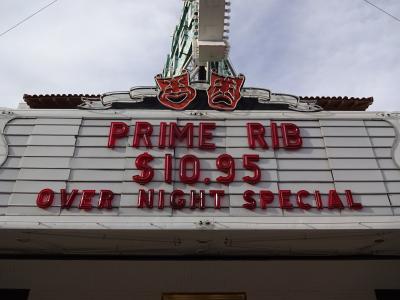 PRIME RIB
$10.95
OVER NIGHT SPECIAL